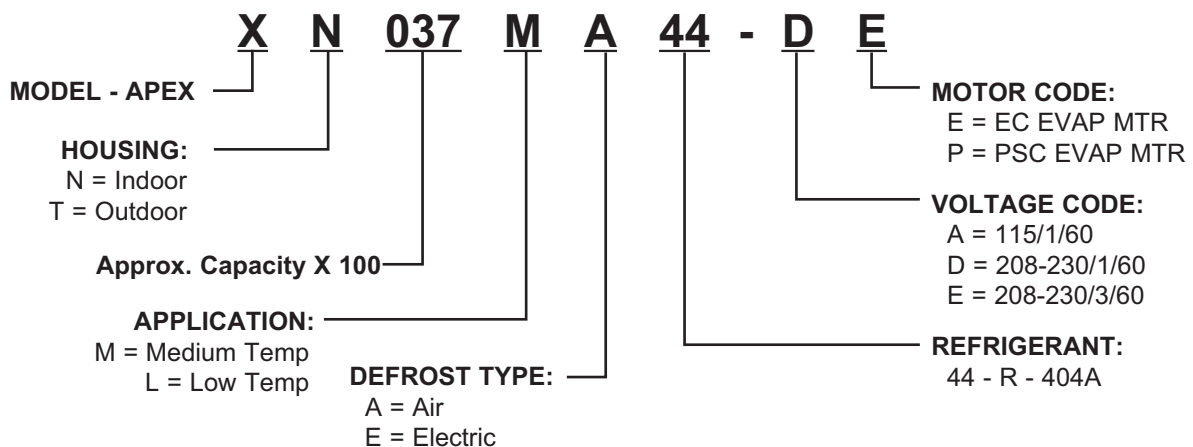 X N 037 M A 44 - D E
MODEL - APEX
HOUSING:
N = Indoor
T = Outdoor
Approx. Capacity X 100
APPLICATION:
M = Medium Temp
L = Low Temp
DEFROST TYPE:
A = Air
E = Electric
MOTOR CODE:
E = EC EVAP MTR
P = PSC EVAP MTR
VOLTAGE CODE:
A = 115/1/60
D = 208-230/1/60
E = 208-230/3/60
REFRIGERANT:
44 - R - 404A